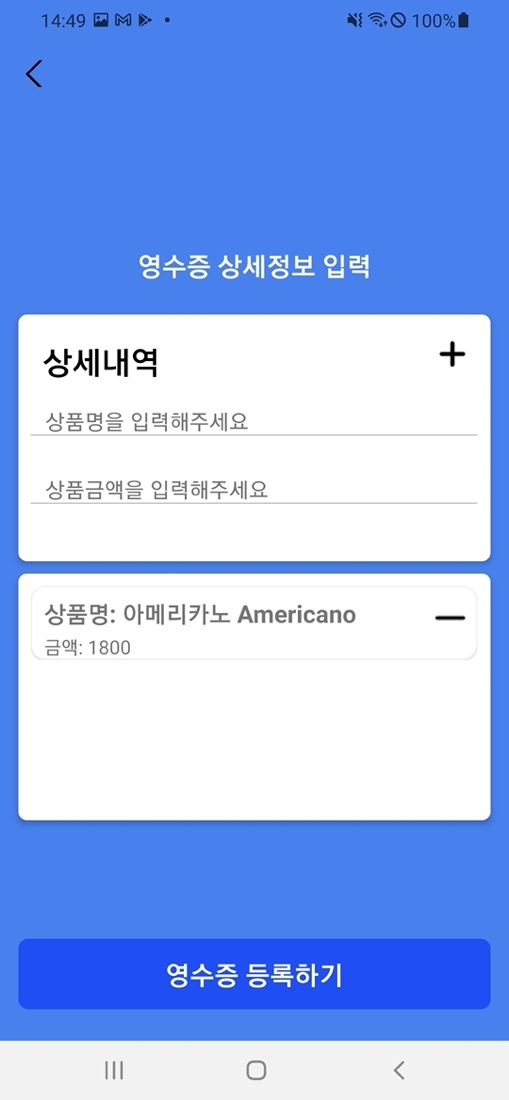 14:49
100%
영수증 상세정보 입력
상세내역
상품명을 입력해주세요
상품금액을 입력해주세요
상품명: 아메리카노 Americano
금액: 1800
영수증 등록하기